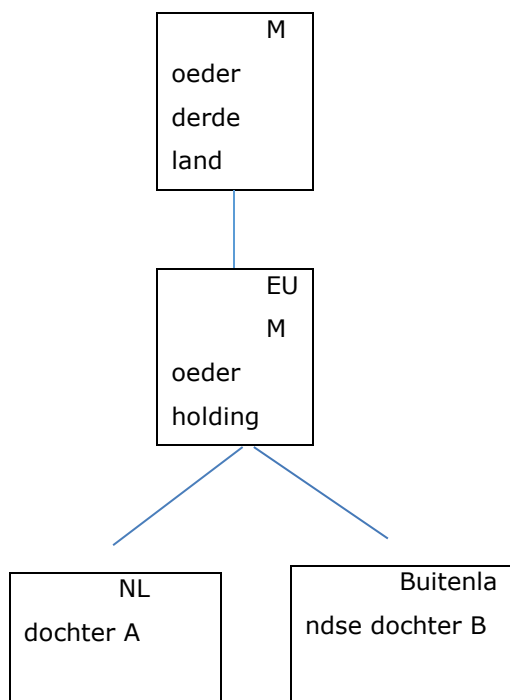 M
oeder
derde
land
EU
M
oeder
holding
NL
dochter A
Buitenla
ndse dochter B